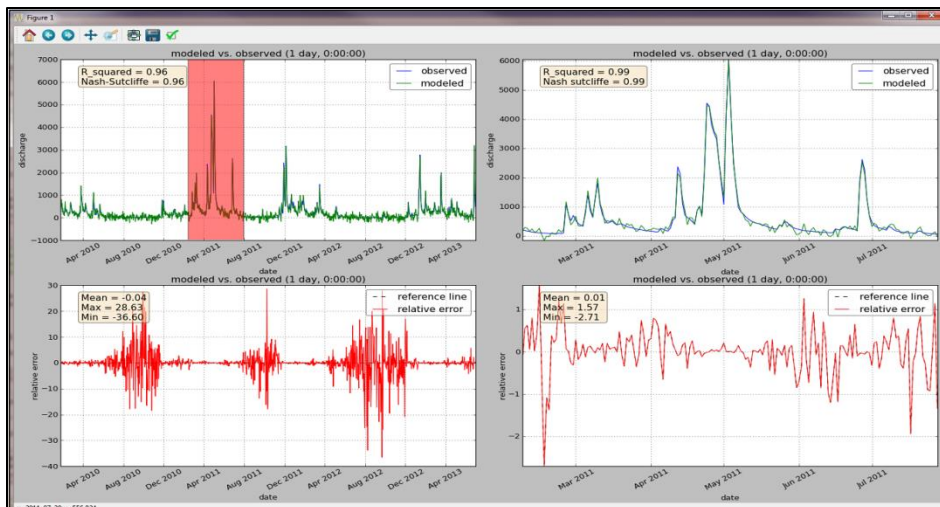 Figure 1
modeled vs. observed (1 day, 0:00:00)
R_squared = 0.96
Nash-Sutcliffe = 0.96
observed
modeled
7000
6000
5000
4000
3000
2000
1000
0
−1000
discharge
Apr 2010
Aug 2010
Dec 2010
Apr 2011
Aug 2011
Dec 2011
Apr 2012
Aug 2012
Dec 2012
Apr 2013
date
modeled vs. observed (1 day, 0:00:00)
R_squared = 0.99
Nash sutcliffe = 0.99
observed
modeled
6000
5000
4000
3000
2000
1000
0
discharge
Mar 2011
Apr 2011
May 2011
Jun 2011
Jul 2011
date
modeled vs. observed (1 day, 0:00:00)
Mean = -0.04
Max = 28.63
Min = -36.60
reference line
relative error
30
20
10
0
−10
−20
−30
−40
relative error
Apr 2010
Aug 2010
Dec 2010
Apr 2011
Aug 2011
Dec 2011
Apr 2012
Aug 2012
Dec 2012
Apr 2013
date
modeled vs. observed (1 day, 0:00:00)
Mean = 0.01
Max = 1.57
Min = -2.71
reference line
relative error
1
0
−1
−2
relative error
Mar 2011
Apr 2011
May 2011
Jun 2011
Jul 2011
date